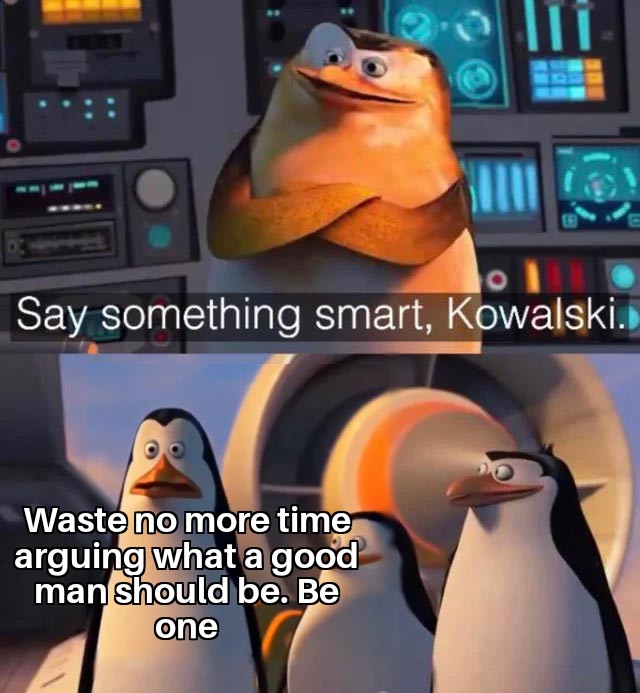 Say something smart, Kowalski.
Waste no more time
arguing what a good
man should be. Be
one